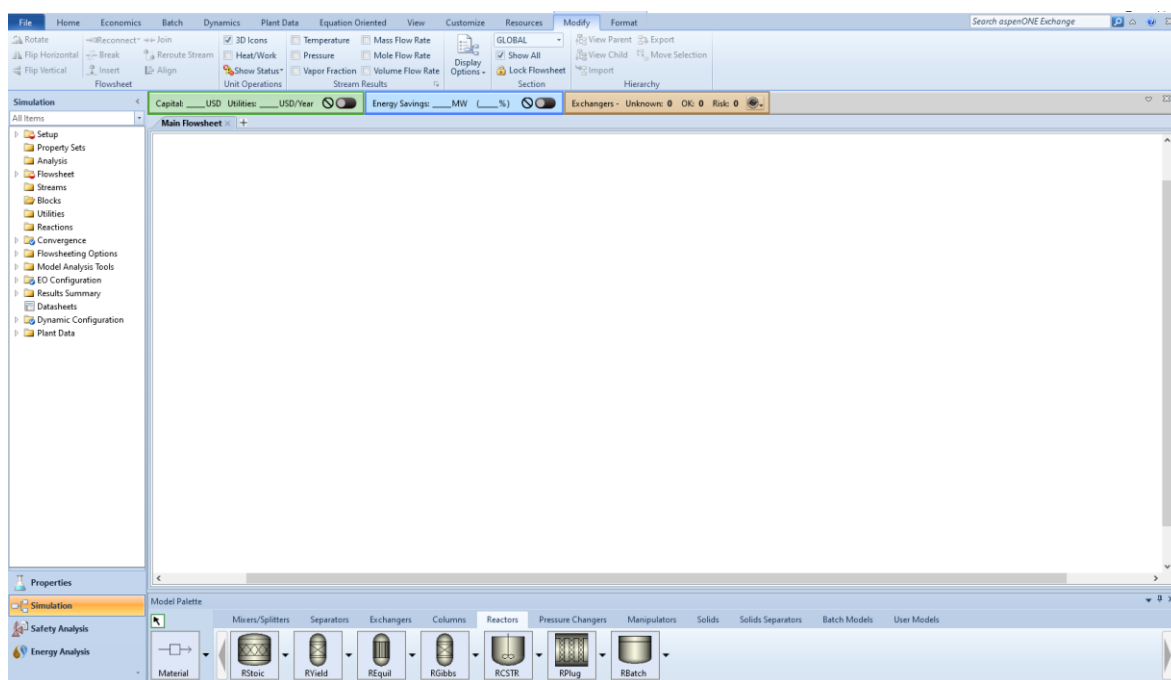 File Home Economics Batch Dynamics Plant Data Equation Oriented View Customize Resources Modify Format Search aspenONE Exchange
Rotate Reconnect Join 3D Icons Temperature Mass Flow Rate GLOBAL View Parent Export
Flip Horizontal Break Reroute Stream Heat/Work Pressure Mole Flow Rate Display Options Show All View Child Move Selection
Flip Vertical Insert Align Show Status Vapor Fraction Volume Flow Rate Lock Flowsheet Import
Flowsheet Unit Operations Stream Results Section Hierarchy
Simulation Capital: ____USD Utilities: ____USD/Year Energy Savings: ____MW (____%) Exchangers - Unknown: 0 OK: 0 Risk: 0
All Items Main Flowsheet × +
Setup
Property Sets
Analysis
Flowsheet
Streams
Blocks
Utilities
Reactions
Convergence
Flowsheeting Options
Model Analysis Tools
EO Configuration
Results Summary
Datasheets
Dynamic Configuration
Plant Data
Properties
Simulation
Safety Analysis
Energy Analysis
Model Palette
Mixers/Splitters Separators Exchangers Columns Reactors Pressure Changers Manipulators Solids Solids Separators Batch Models User Models
Material RStoic RYield REquil RGibbs RCSTR RPlug RBatch